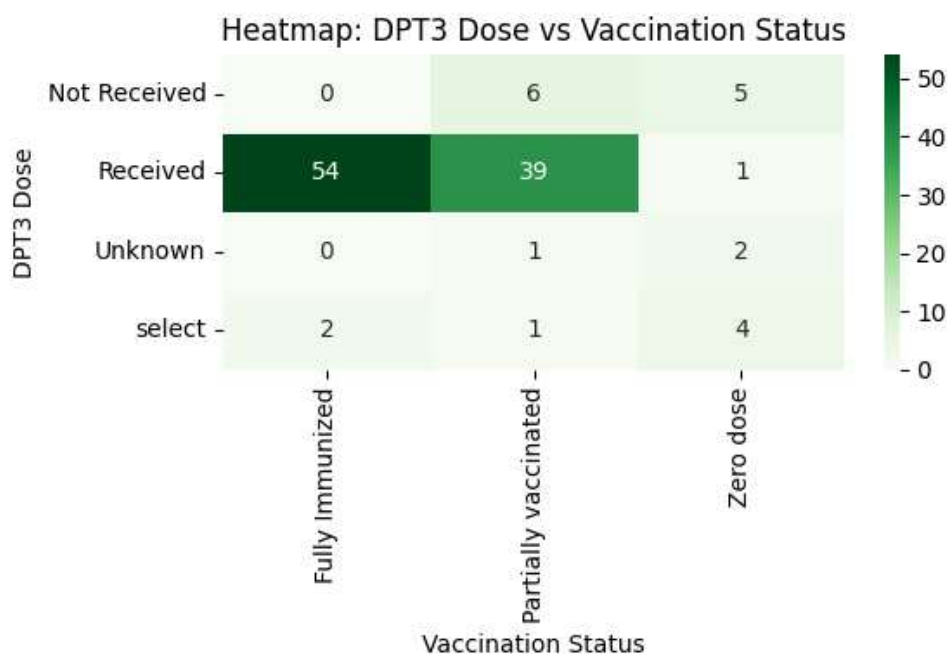 Heatmap: DPT3 Dose vs Vaccination Status
DPT3 Dose
Not Received 0 6 5
Received 54 39 1
Unknown 0 1 2
select 2 1 4
50
40
30
20
10
0
Fully Immunized
Partially vaccinated
Zero dose
Vaccination Status